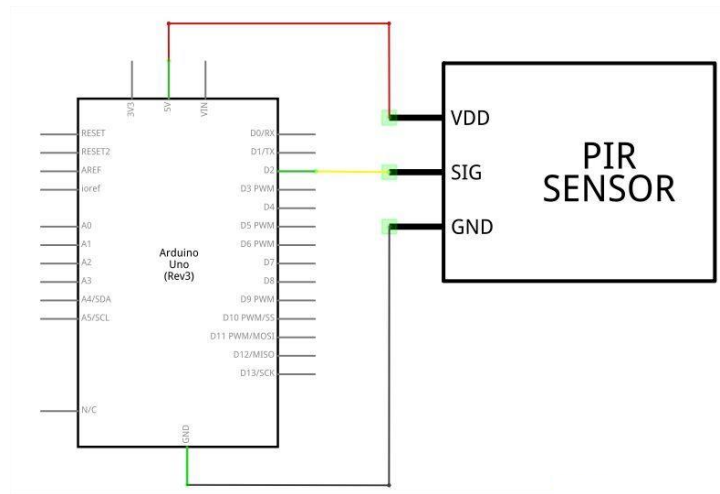 3V3
5V
VIN
RESET
RESET2
AREF
ioref
A0
A1
A2
A3
A4/SDA
A5/SCL
N/C
D0/RX
D1/TX
D2
D3 PWM
D4
D5 PWM
D6 PWM
D7
D8
D9 PWM
D10 PWM/SS
D11 PWM/MOSI
D12/MISO
D13/SCK
Arduino
Uno
(Rev3)
GND
VDD
SIG
GND
PIR
SENSOR